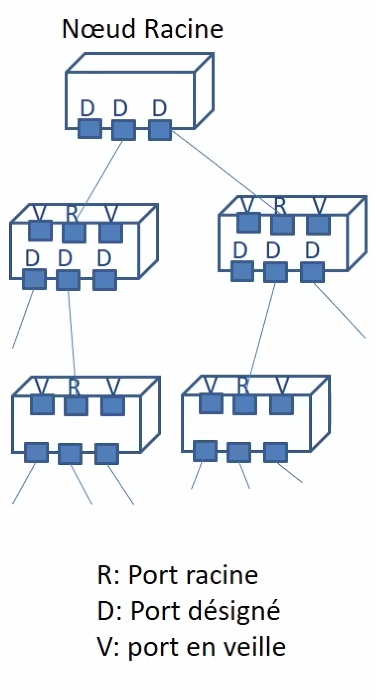 Nœud Racine
D D D
V R V
V R V
D D D
D D D
V R V
V R V
R: Port racine
D: Port désigné
V: port en veille